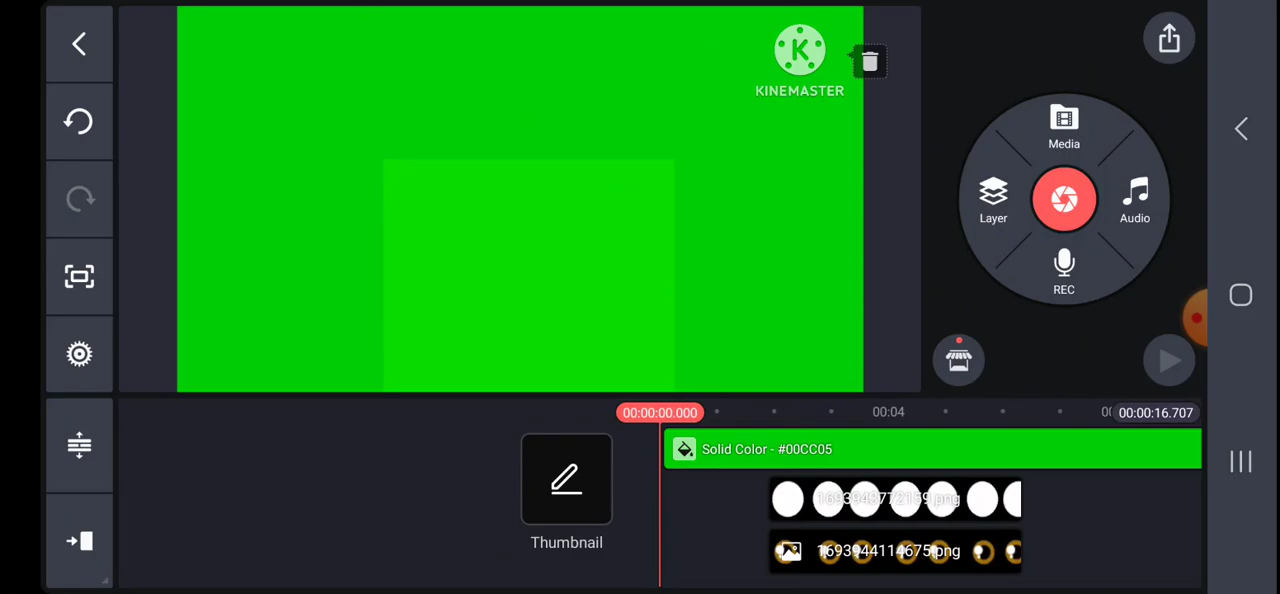 KINEMASTER
Media
Layer
Audio
REC
00:00:00.000
00:04
00:00:16.707
Solid Color - #00CC05
1693944114675.png
Thumbnail